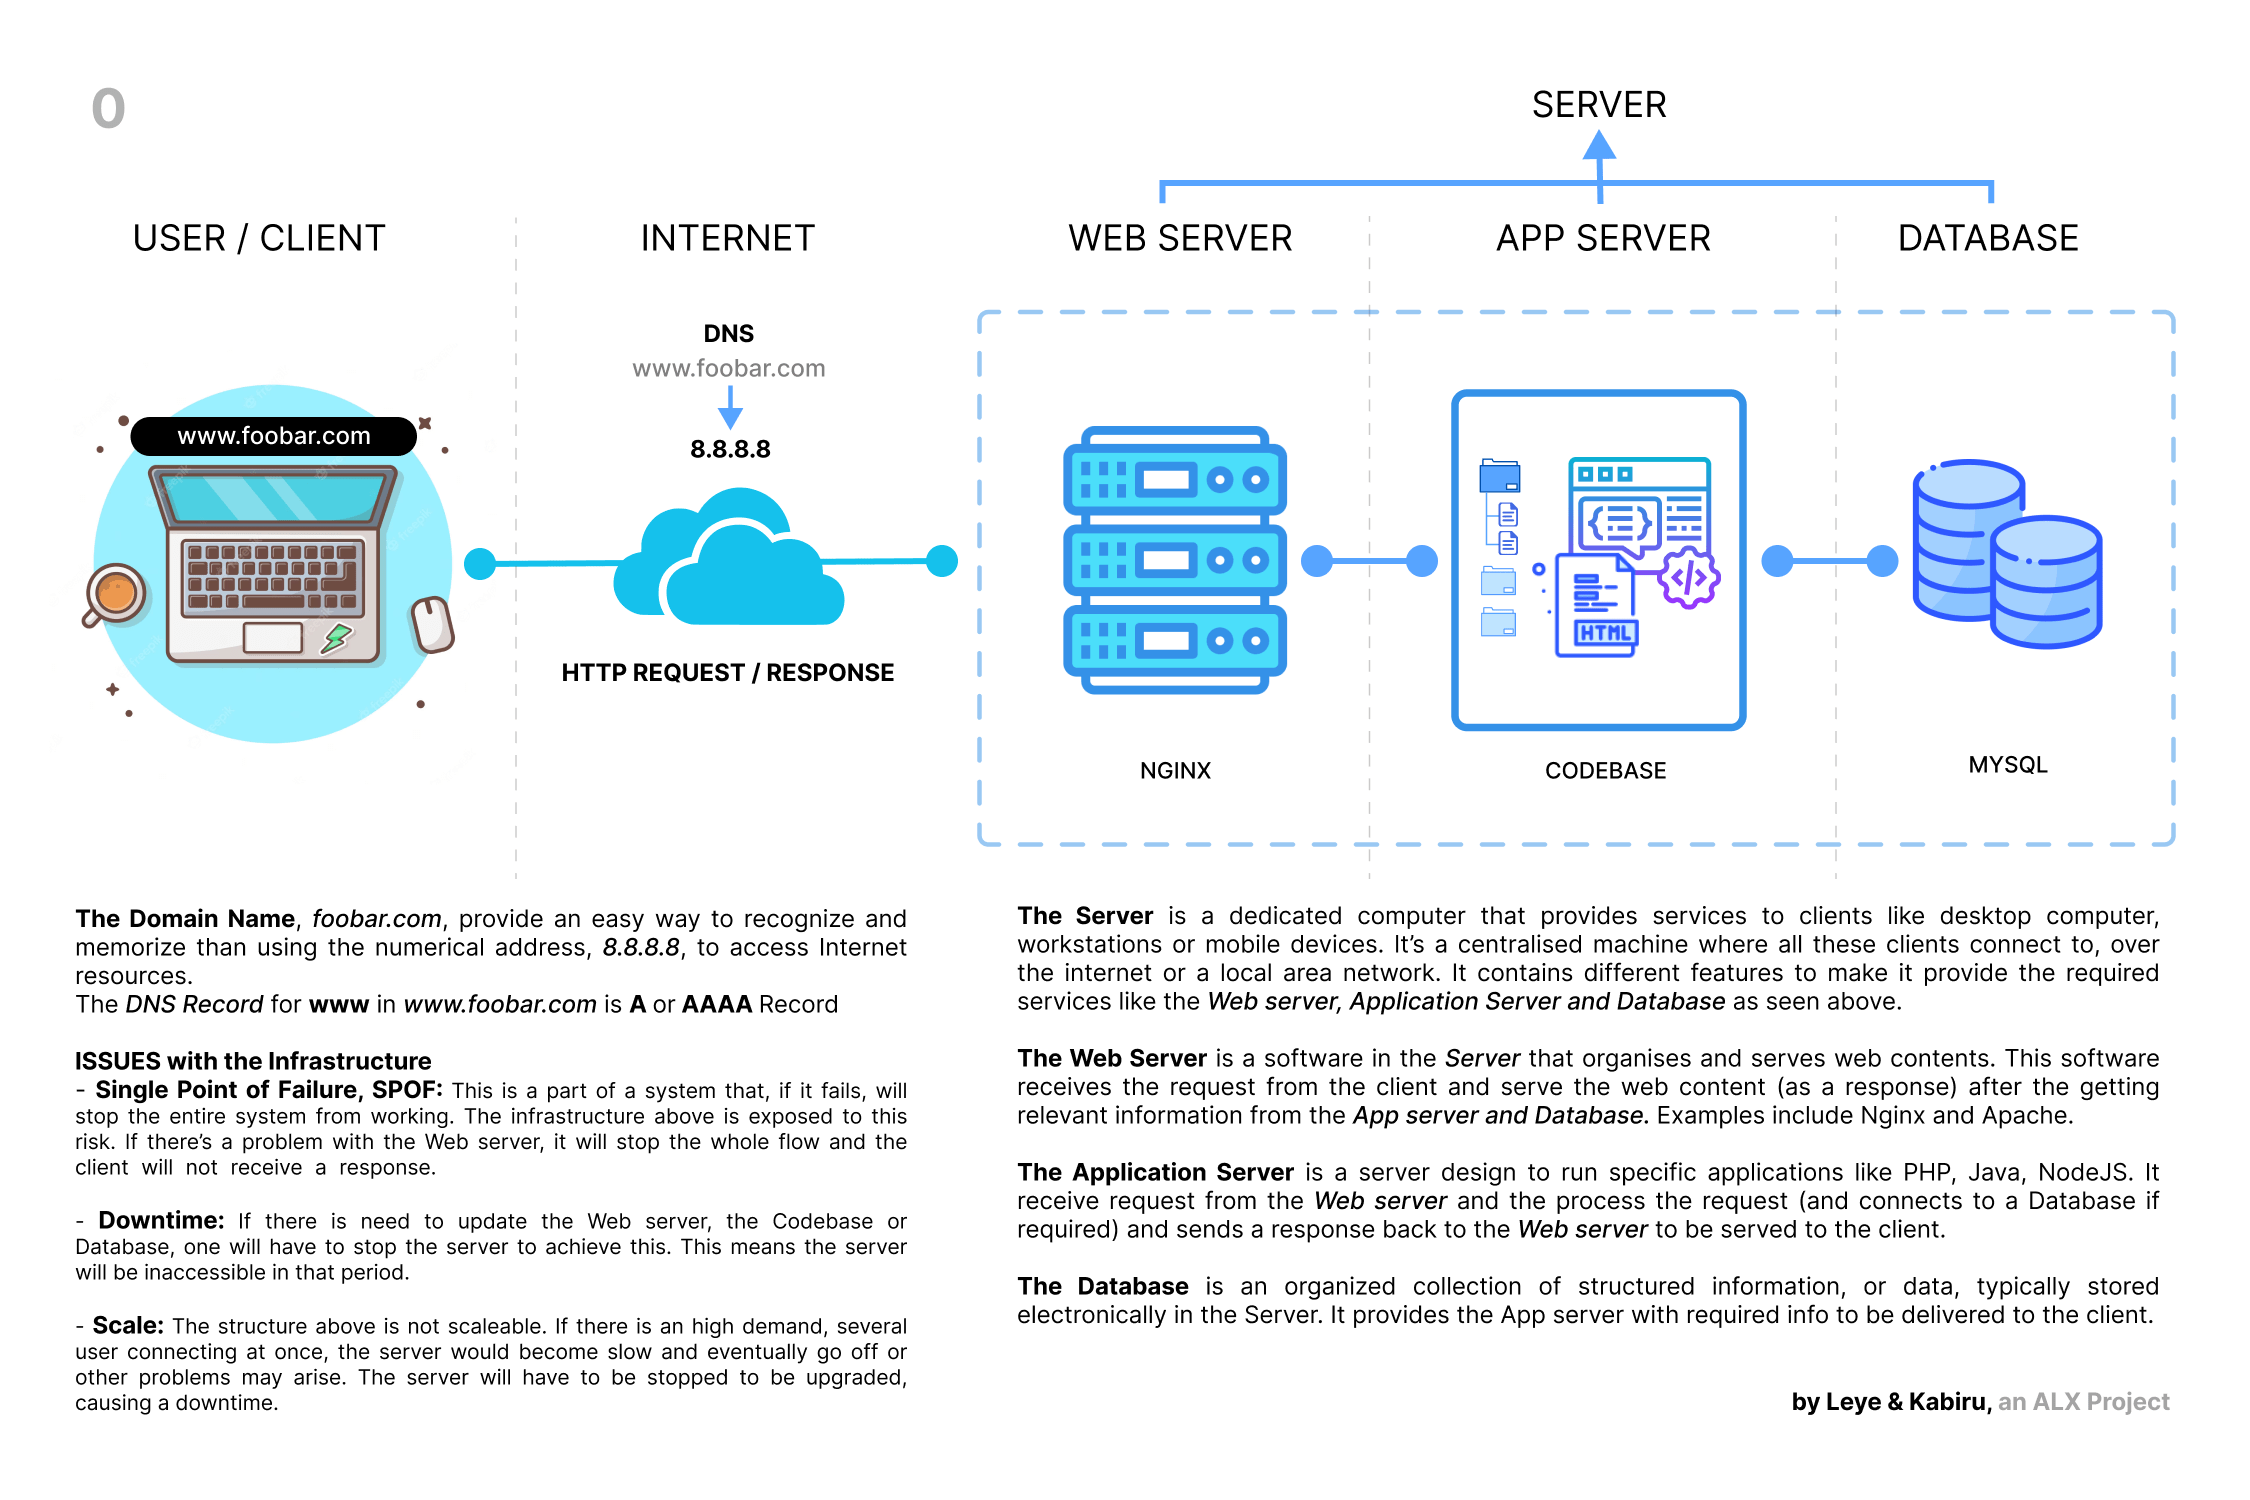 0
SERVER
USER / CLIENT
INTERNET
WEB SERVER
APP SERVER
DATABASE
DNS
www.foobar.com
8.8.8.8
www.foobar.com
HTTP REQUEST / RESPONSE
HTML
NGINX
CODEBASE
MYSQL
The Domain Name, foobar.com, provide an easy way to recognize and
memorize than using the numerical address, 8.8.8.8, to access Internet
resources.
The DNS Record for www in www.foobar.com is A or AAAA Record
ISSUES with the Infrastructure
- Single Point of Failure, SPOF: This is a part of a system that, if it fails, will
stop the entire system from working. The infrastructure above is exposed to this
risk. If there's a problem with the Web server, it will stop the whole flow and the
client will not receive a response.
- Downtime: If there is need to update the Web server, the Codebase or
Database, one will have to stop the server to achieve this. This means the server
will be inaccessible in that period.
- Scale: The structure above is not scaleable. If there is an high demand, several
user connecting at once, the server would become slow and eventually go off or
other problems may arise. The server will have to be stopped to be upgraded,
causing a downtime.
The Server is a dedicated computer that provides services to clients like desktop computer,
workstations or mobile devices. It's a centralised machine where all these clients connect to, over
the internet or a local area network. It contains different features to make it provide the required
services like the Web server, Application Server and Database as seen above.
The Web Server is a software in the Server that organises and serves web contents. This software
receives the request from the client and serve the web content (as a response) after the getting
relevant information from the App server and Database. Examples include Nginx and Apache.
The Application Server is a server design to run specific applications like PHP, Java, NodeJS. It
receive request from the Web server and the process the request (and connects to a Database if
required) and sends a response back to the Web server to be served to the client.
The Database is an organized collection of structured information, or data, typically stored
electronically in the Server. It provides the App server with required info to be delivered to the client.
by Leye & Kabiru, an ALX Project